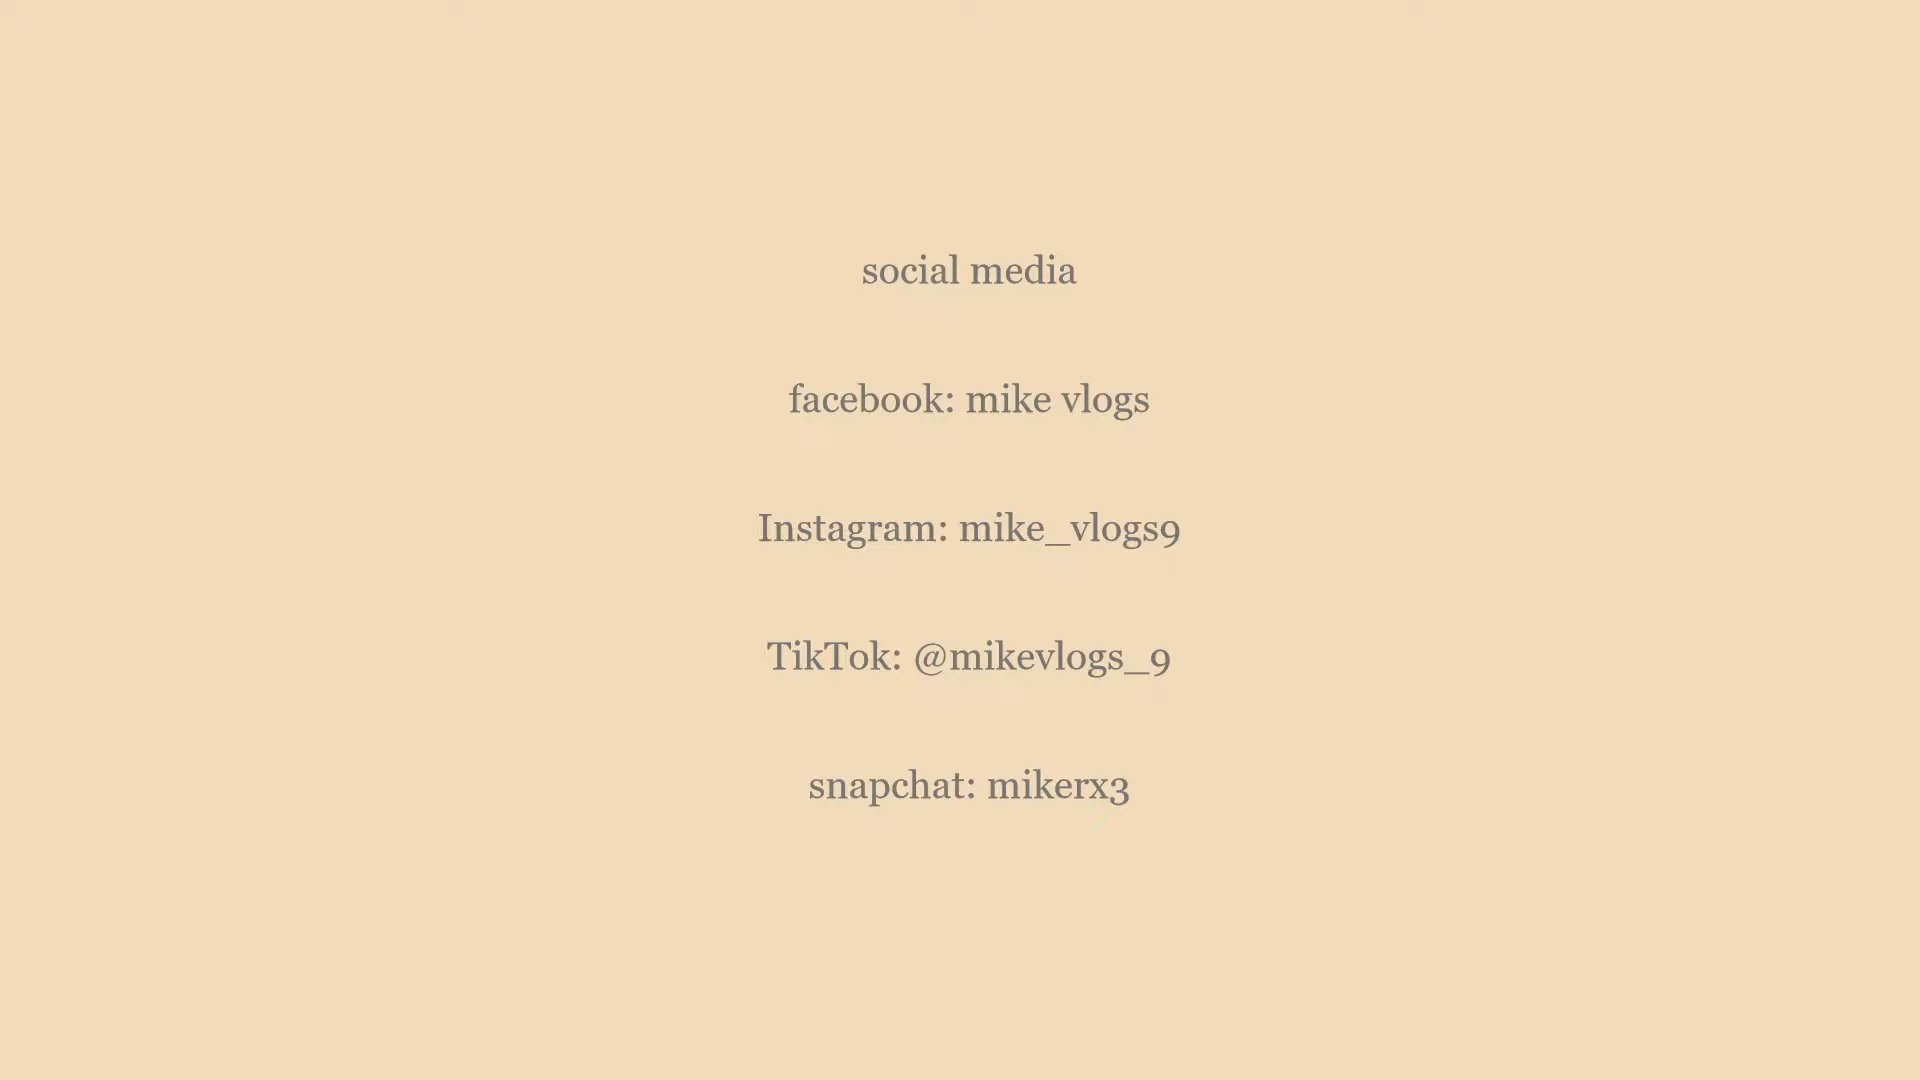 social media
facebook: mike vlogs
Instagram: mike_vlogs9
TikTok: @mikevlogs_9
snapchat: mikerx3